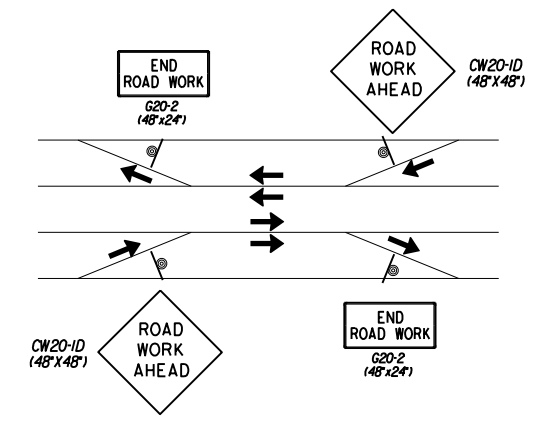 END
ROAD WORK
G20-2
(48"x24")
ROAD
WORK
AHEAD
CW20-1D
(48"X48")
CW20-1D
(48"X48")
ROAD
WORK
AHEAD
END
ROAD WORK
G20-2
(48"x24")